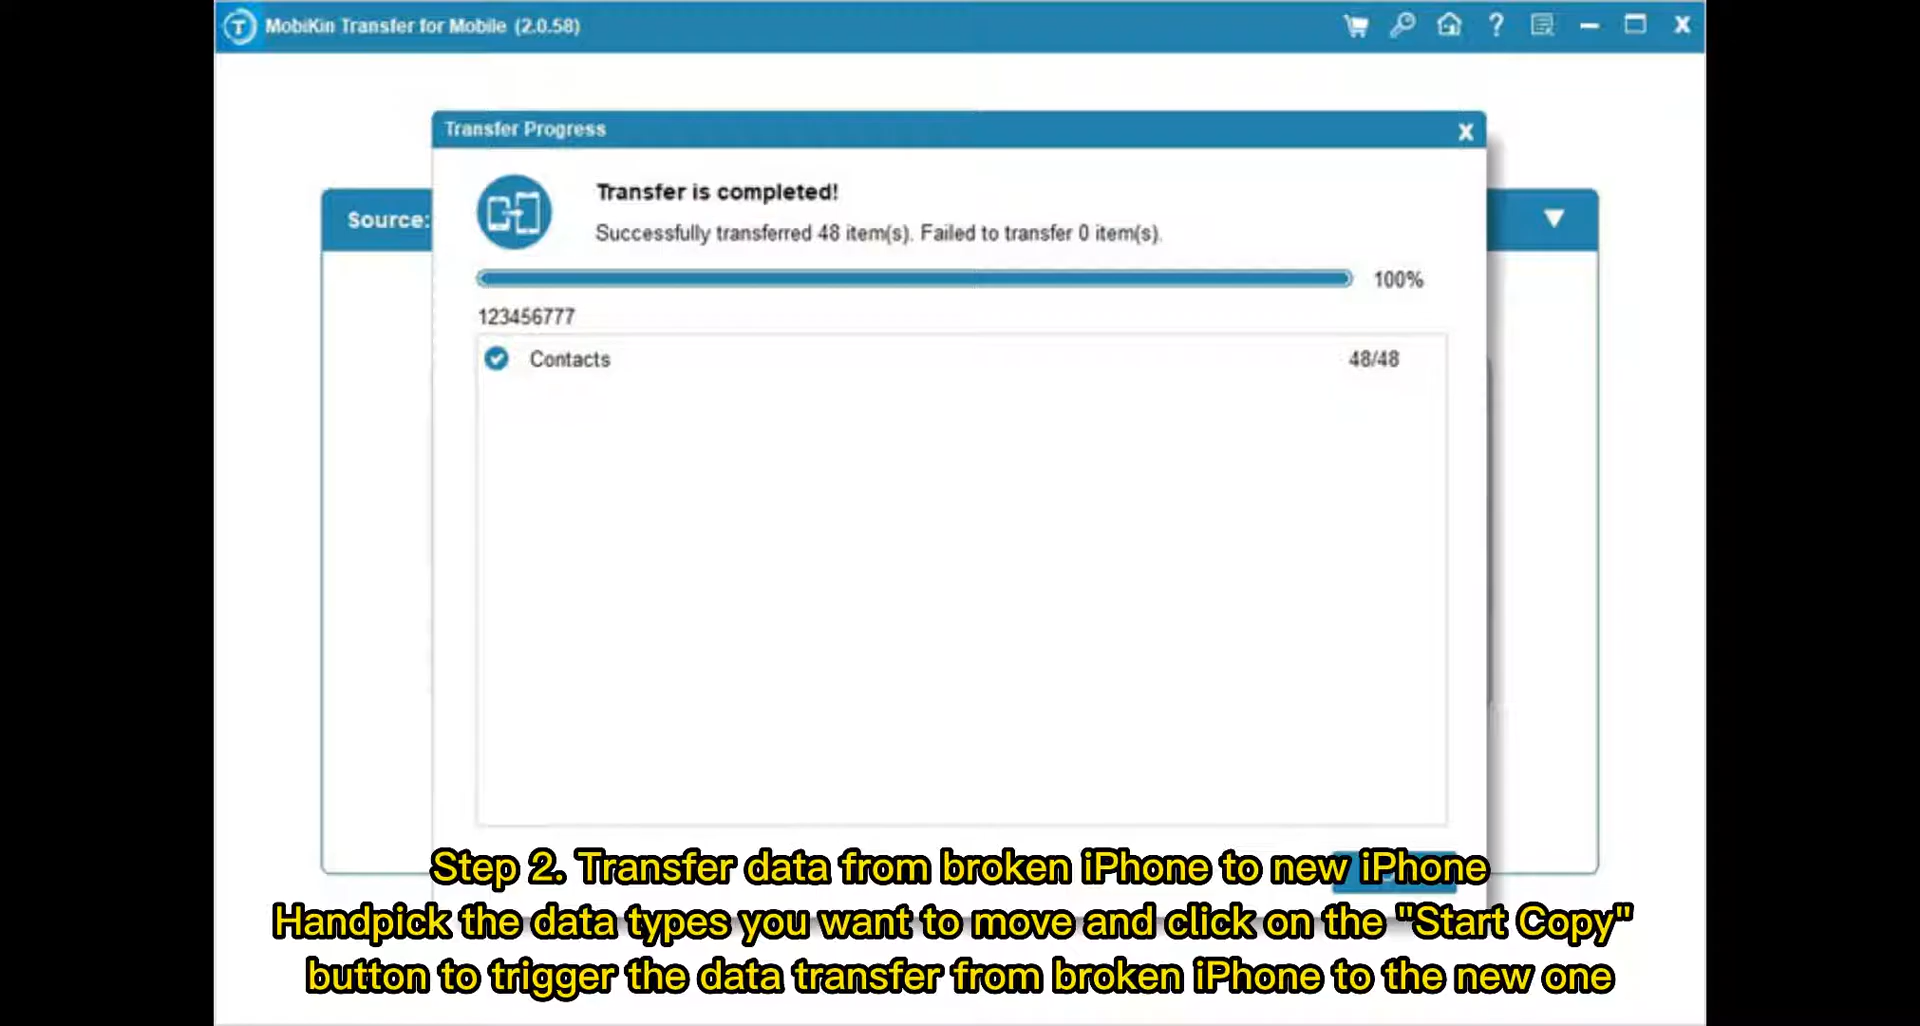 MobiKin Transfer for Mobile (2.0.58)
Transfer Progress
Transfer is completed!
Successfully transferred 48 item(s). Failed to transfer 0 item(s).
Source:
100%
123456777
Contacts 48/48
Step 2. Transfer data from broken iPhone to new iPhone
Handpick the data types you want to move and click on the "Start Copy"
button to trigger the data transfer from broken iPhone to the new one